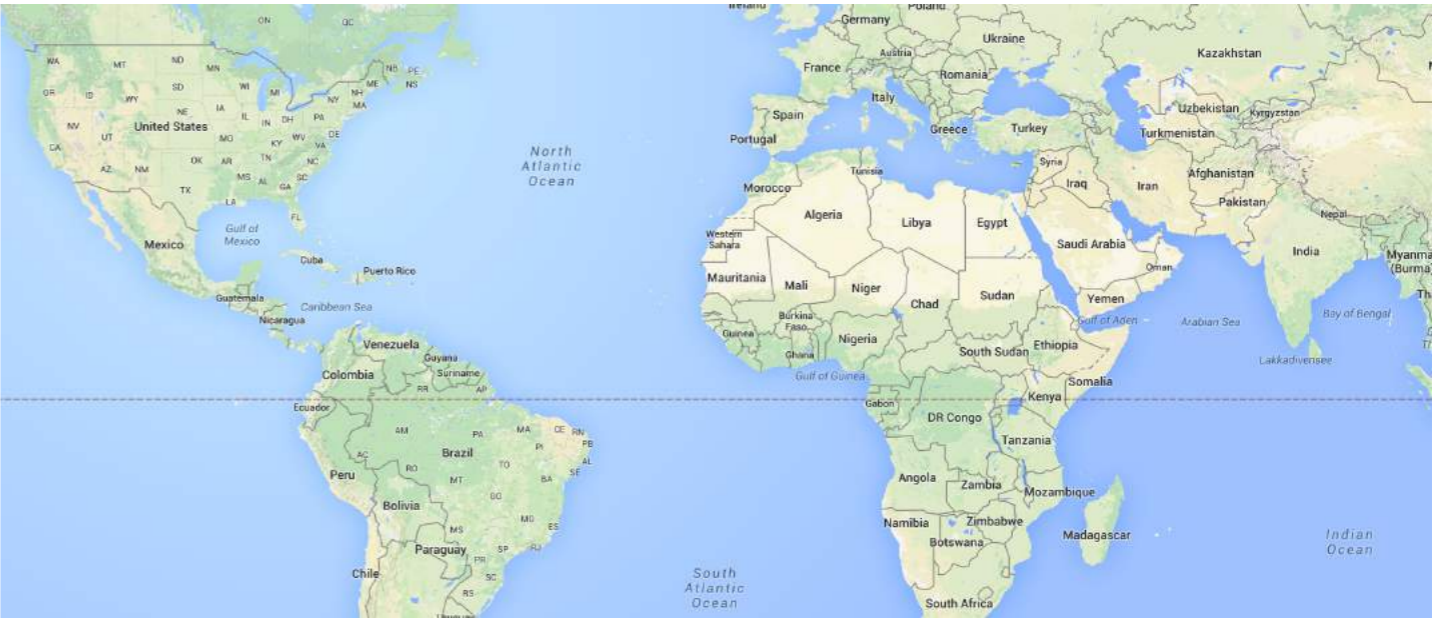 Ireland
Poland
ON
QC
Germany
Ukraine
WA
MT
ND
MN
NB
PE
NS
ME
Austria
Kazakhstan
France
Romania
OR
ID
WY
SD
WI
MI
NH
NY
MA
Italy
Uzbekistan
Kyrgyzstan
NE
IA
IL
IN
OH
PA
Spain
NV
UT
United States
MO
KY
WV
VA
DE
Portugal
Greece
Turkey
Turkmenistan
CA
AZ
NM
OK
AR
TN
NC
North
Atlantic
Ocean
Tunisia
Syria
Iraq
Iran
Afghanistan
TX
MS
AL
GA
SC
LA
Morocco
Pakistan
FL
Algeria
Libya
Egypt
Nepal
Gulf of
Mexico
Mexico
Western
Sahara
Saudi Arabia
India
Myanma
(Burma)
Cuba
Puerto Rico
Oman
Mauritania
Mali
Niger
Chad
Sudan
Yemen
Th
Guatemala
Caribbean Sea
Nicaragua
Burkina
Faso
Guinea
Nigeria
Gulf of Aden
Arabian Sea
Bay of Bengal
Venezuela
Guyana
Suriname
Colombia
Ghana
South Sudan
Ethiopia
Lakkadivensee
RR
AP
Gulf of Guinea
Somalia
Ecuador
Gabon
Kenya
DR Congo
AM
PA
MA
CE
RN
PB
Tanzania
AC
RO
Brazil
PI
AL
SE
Peru
MT
TO
BA
Angola
Zambia
Mozambique
Bolivia
GO
MG
ES
Namibia
Zimbabwe
Botswana
Madagascar
Indian
Ocean
MS
Paraguay
SP
RJ
PR
Chile
SC
RS
South
Atlantic
Ocean
South Africa
Uruguay